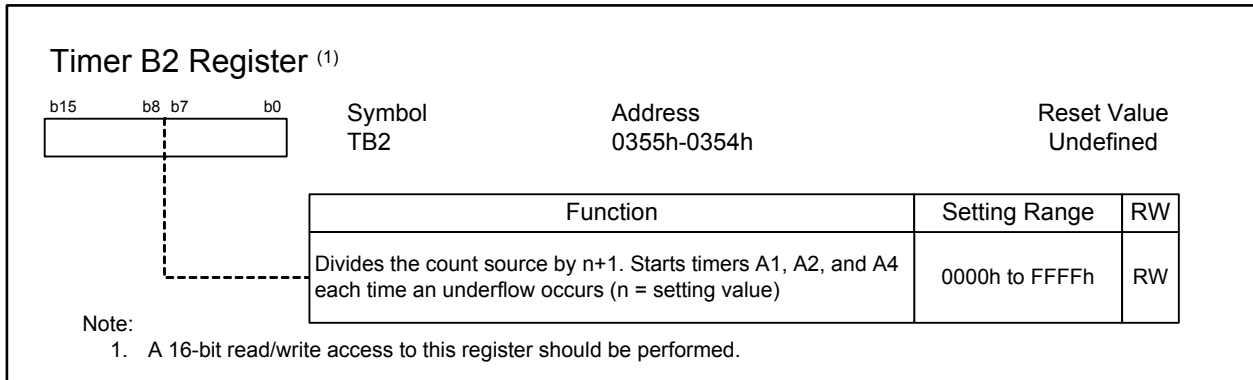 Timer B2 Register (1)
b15 b8 b7 b0
Symbol Address Reset Value
TB2 0355h-0354h Undefined
Function Setting Range RW
Divides the count source by n+1. Starts timers A1, A2, and A4
each time an underflow occurs (n = setting value)
0000h to FFFFh RW
Note:
1. A 16-bit read/write access to this register should be performed.